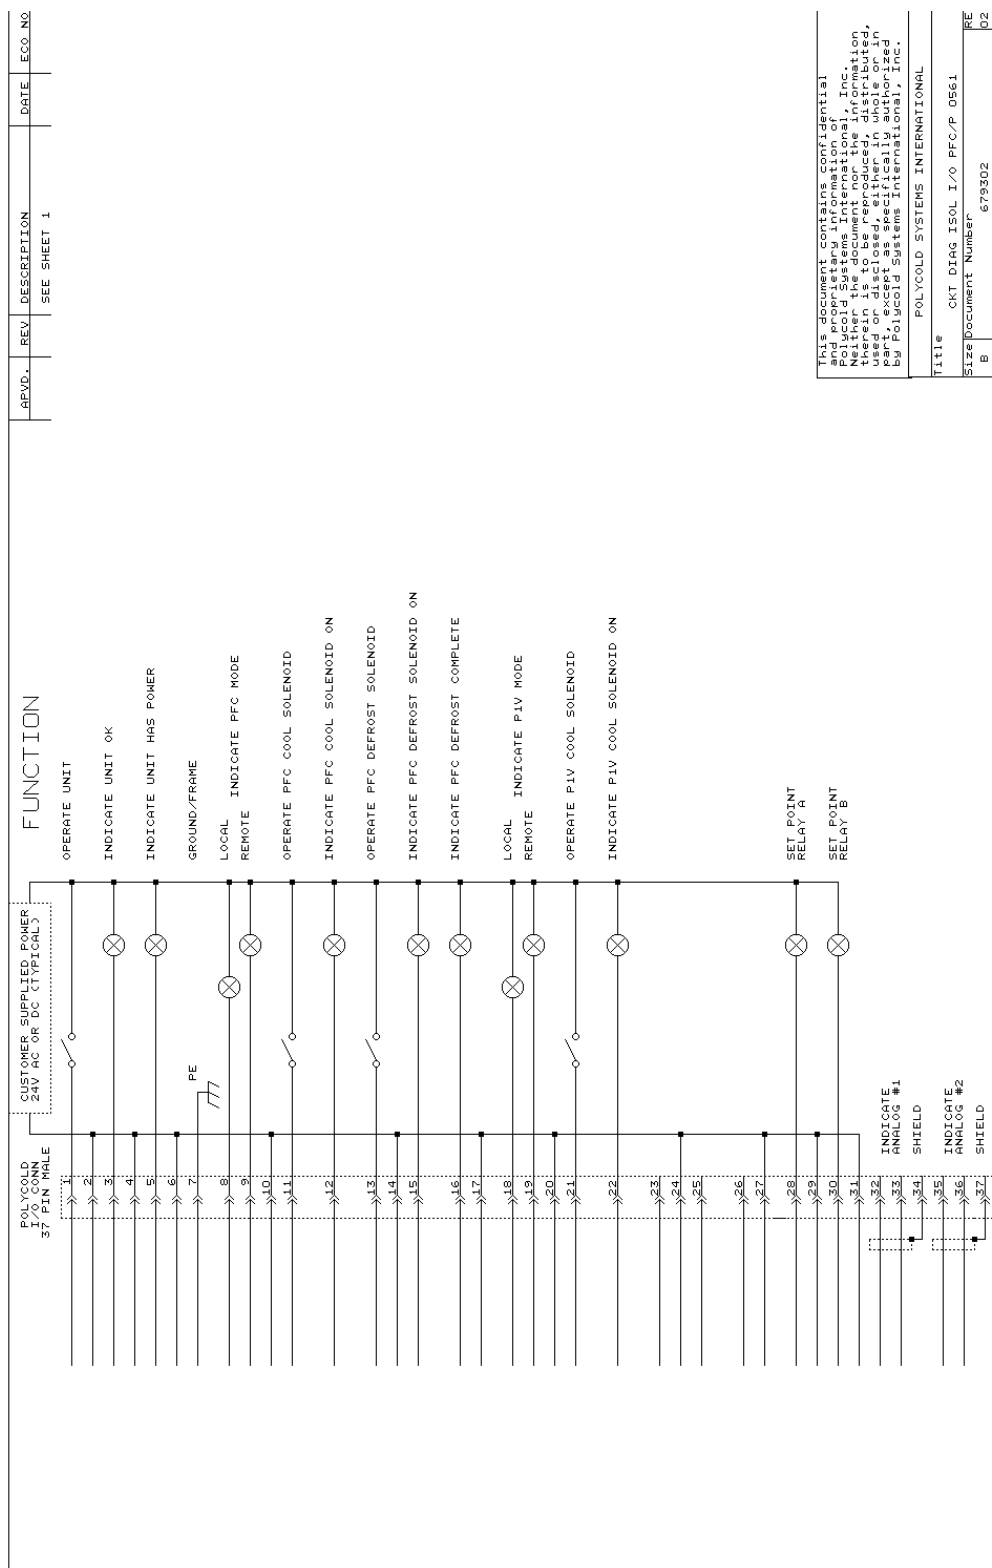 APVD. REV DESCRIPTION DATE ECO NO
SEE SHEET 1
FUNCTION
CUSTOMER SUPPLIED POWER
24V AC OR DC (TYPICAL)
POLYCOLD
I/O CONN
37 PIN MALE
1 OPERATE UNIT
2
3 INDICATE UNIT OK
4
5 INDICATE UNIT HAS POWER
6
7 PE GROUND/FRAME
8 LOCAL
INDICATE PFC MODE
9 REMOTE
10
11 OPERATE PFC COOL SOLENOID
12 INDICATE PFC COOL SOLENOID ON
13 OPERATE PFC DEFROST SOLENOID
14
15 INDICATE PFC DEFROST SOLENOID ON
16 INDICATE PFC DEFROST COMPLETE
17
18 LOCAL
INDICATE P1V MODE
19 REMOTE
20
21 OPERATE P1V COOL SOLENOID
22 INDICATE P1V COOL SOLENOID ON
23
24
25
26
27
28 SET POINT
RELAY A
29
30 SET POINT
RELAY B
31
32 INDICATE
33 ANALOG #1
34 SHIELD
35 INDICATE
36 ANALOG #2
37 SHIELD
This document contains confidential
and proprietary information of
Polycold Systems International, Inc.
Neither the document nor the information
therein is to be reproduced, distributed,
used or disclosed, either in whole or in
part, except as specifically authorized
by Polycold Systems International, Inc.
POLYCOLD SYSTEMS INTERNATIONAL
Title
CKT DIAG ISOL I/O PFC/P 0561
Size Document Number RE
B 679302 02